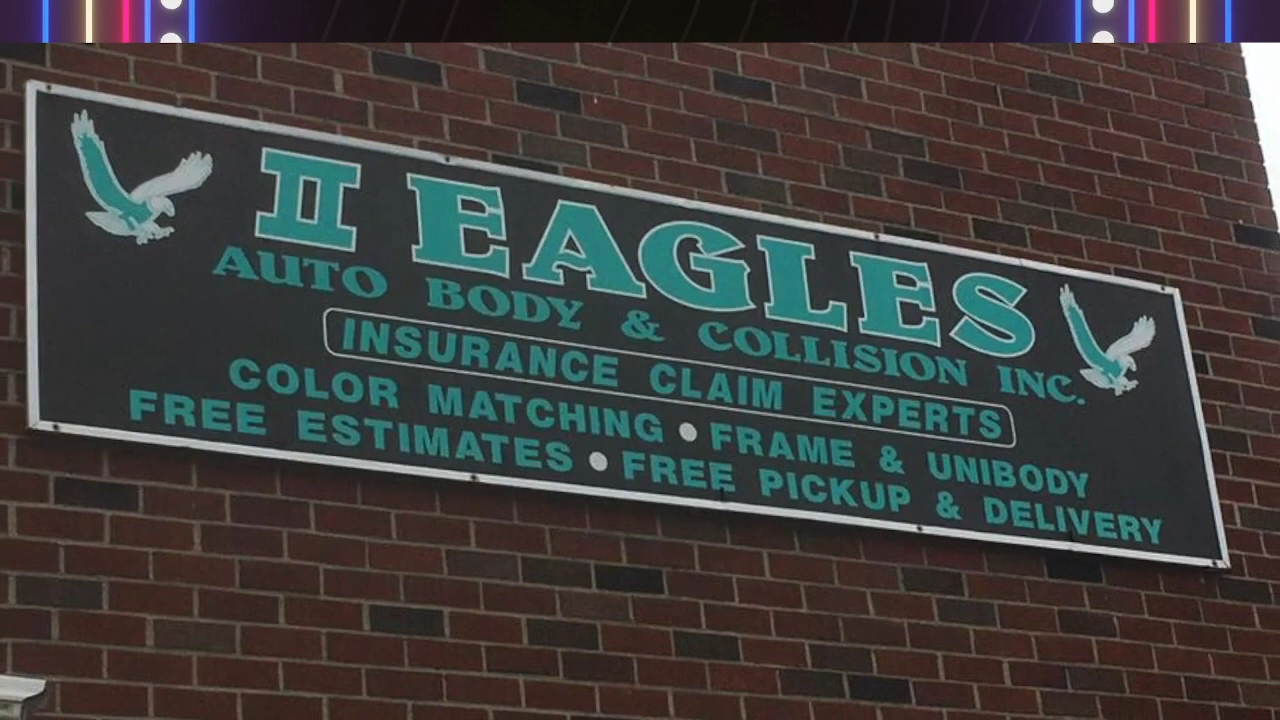 II EAGLES
AUTO BODY & COLLISION INC.
INSURANCE CLAIM EXPERTS
COLOR MATCHING • FRAME & UNIBODY
FREE ESTIMATES • FREE PICKUP & DELIVERY